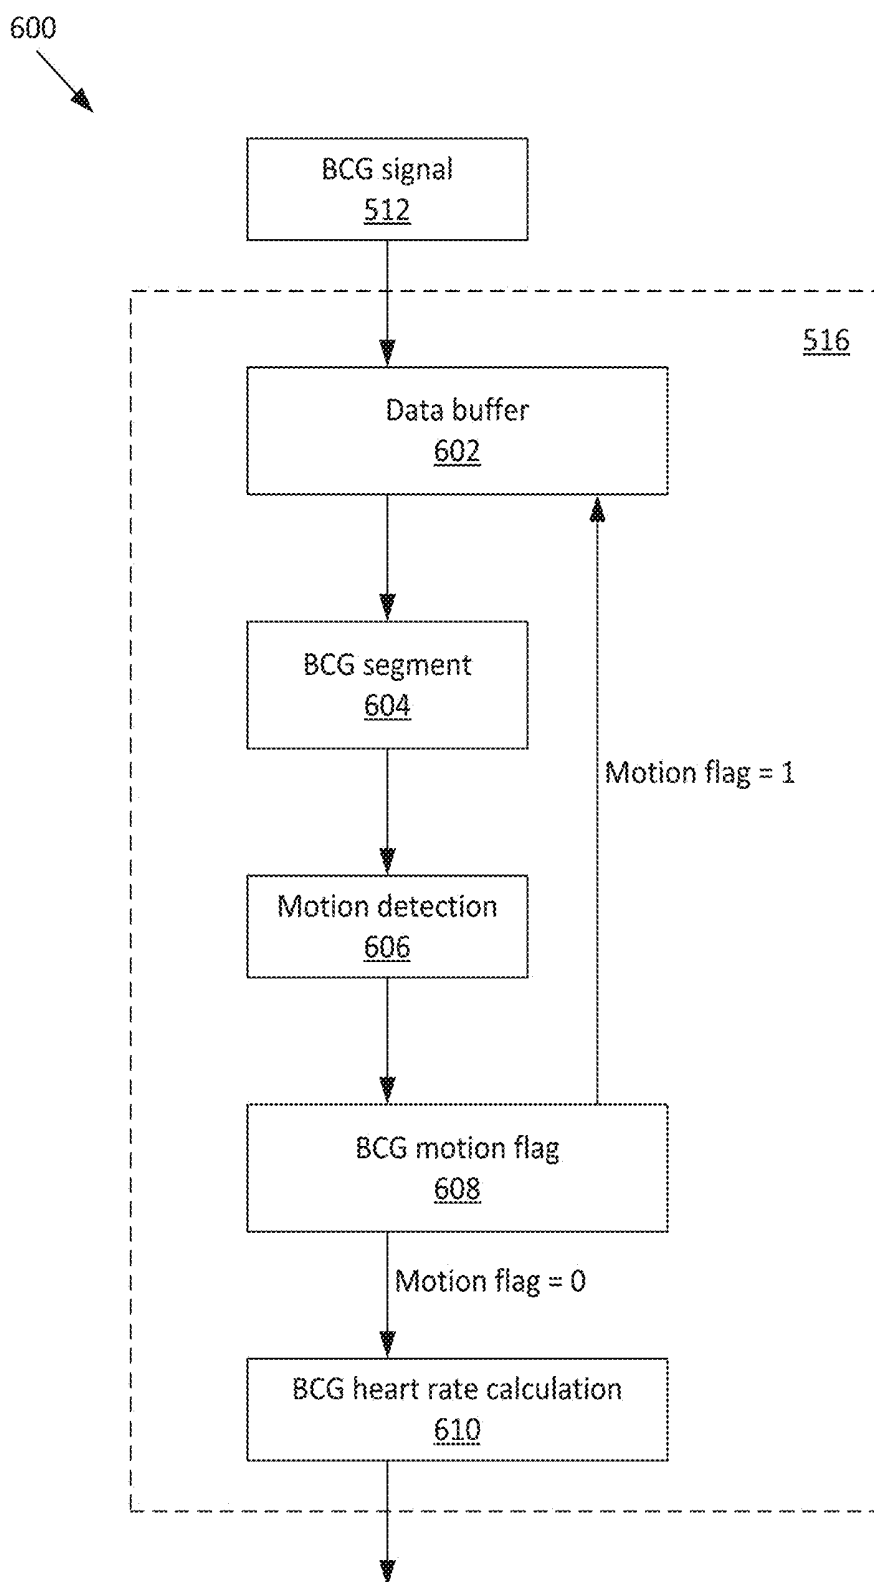 600
BCG signal
512
516
Data buffer
602
BCG segment
604
Motion flag = 1
Motion detection
606
BCG motion flag
608
Motion flag = 0
BCG heart rate calculation
610